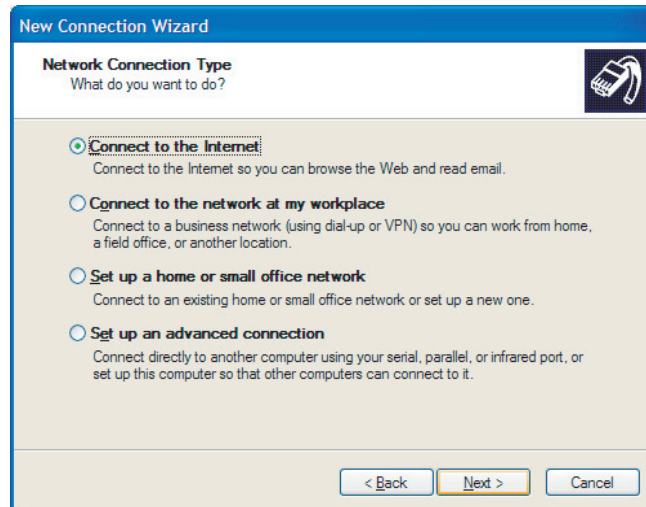 New Connection Wizard
Network Connection Type
What do you want to do?
Connect to the Internet
Connect to the Internet so you can browse the Web and read email.
Connect to the network at my workplace
Connect to a business network (using dial-up or VPN) so you can work from home,
a field office, or another location.
Set up a home or small office network
Connect to an existing home or small office network or set up a new one.
Set up an advanced connection
Connect directly to another computer using your serial, parallel, or infrared port, or
set up this computer so that other computers can connect to it.
< Back Next > Cancel